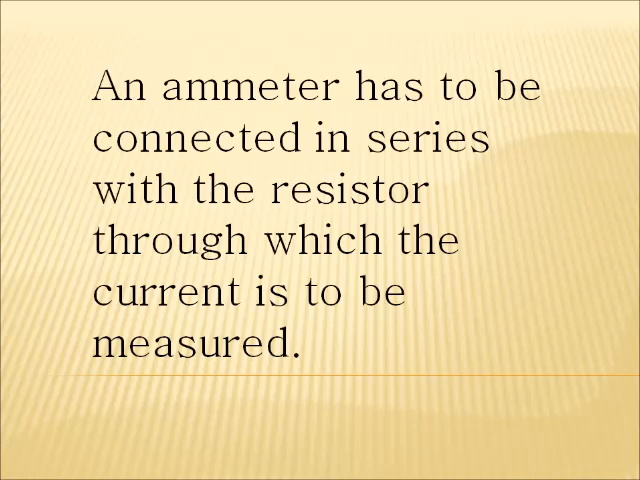 An ammeter has to be
connected in series
with the resistor
through which the
current is to be
measured.